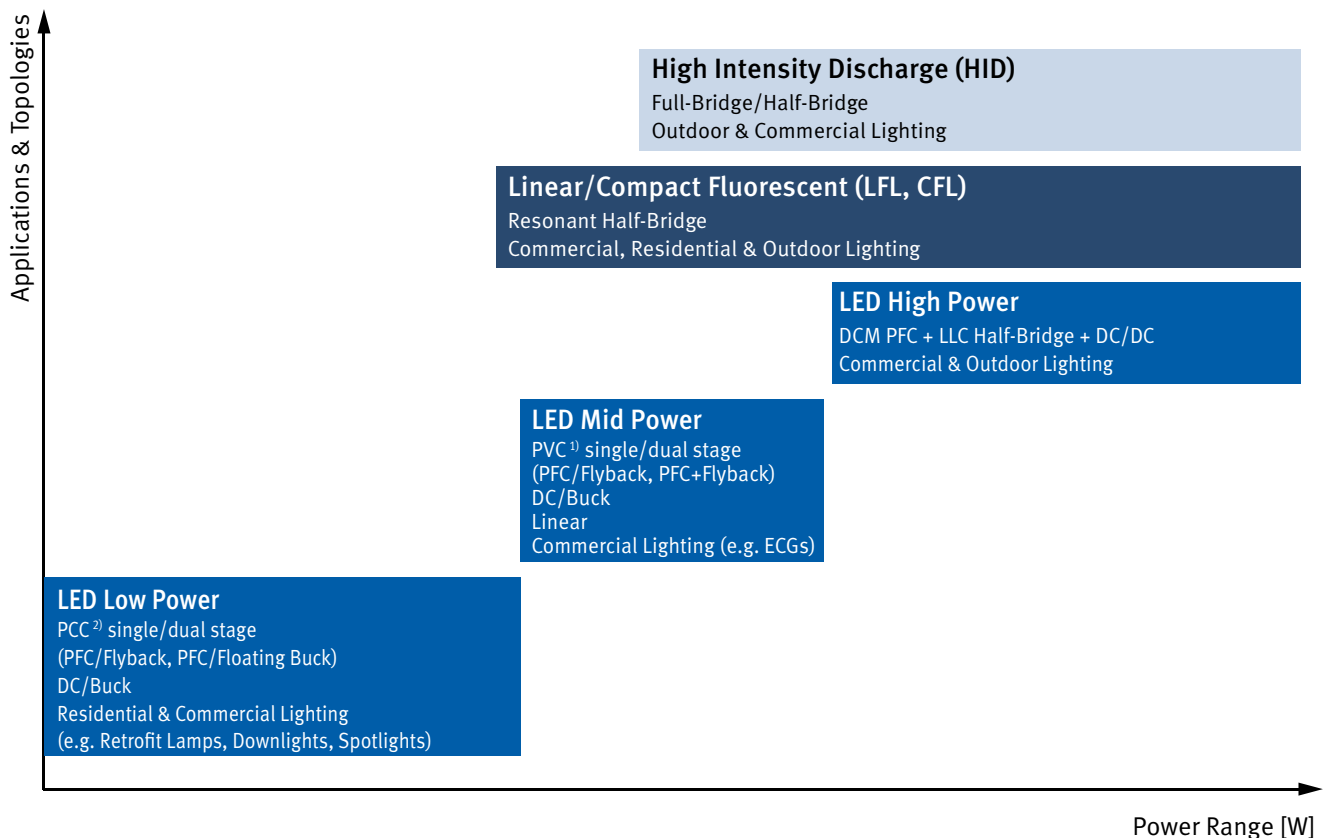 Applications & Topologies
High Intensity Discharge (HID)
Full-Bridge/Half-Bridge
Outdoor & Commercial Lighting
Linear/Compact Fluorescent (LFL, CFL)
Resonant Half-Bridge
Commercial, Residential & Outdoor Lighting
LED High Power
DCM PFC + LLC Half-Bridge + DC/DC
Commercial & Outdoor Lighting
LED Mid Power
PVC 1) single/dual stage
(PFC/Flyback, PFC+Flyback)
DC/Buck
Linear
Commercial Lighting (e.g. ECGs)
LED Low Power
PCC 2) single/dual stage
(PFC/Flyback, PFC/Floating Buck)
DC/Buck
Residential & Commercial Lighting
(e.g. Retrofit Lamps, Downlights, Spotlights)
Power Range [W]